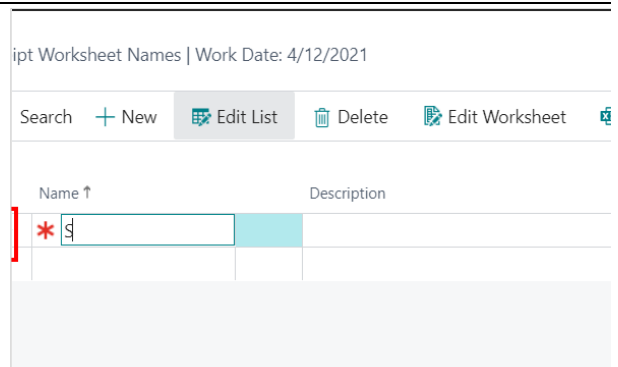 ipt Worksheet Names | Work Date: 4/12/2021
Search + New Edit List Delete Edit Worksheet
Name ↑ Description
* S